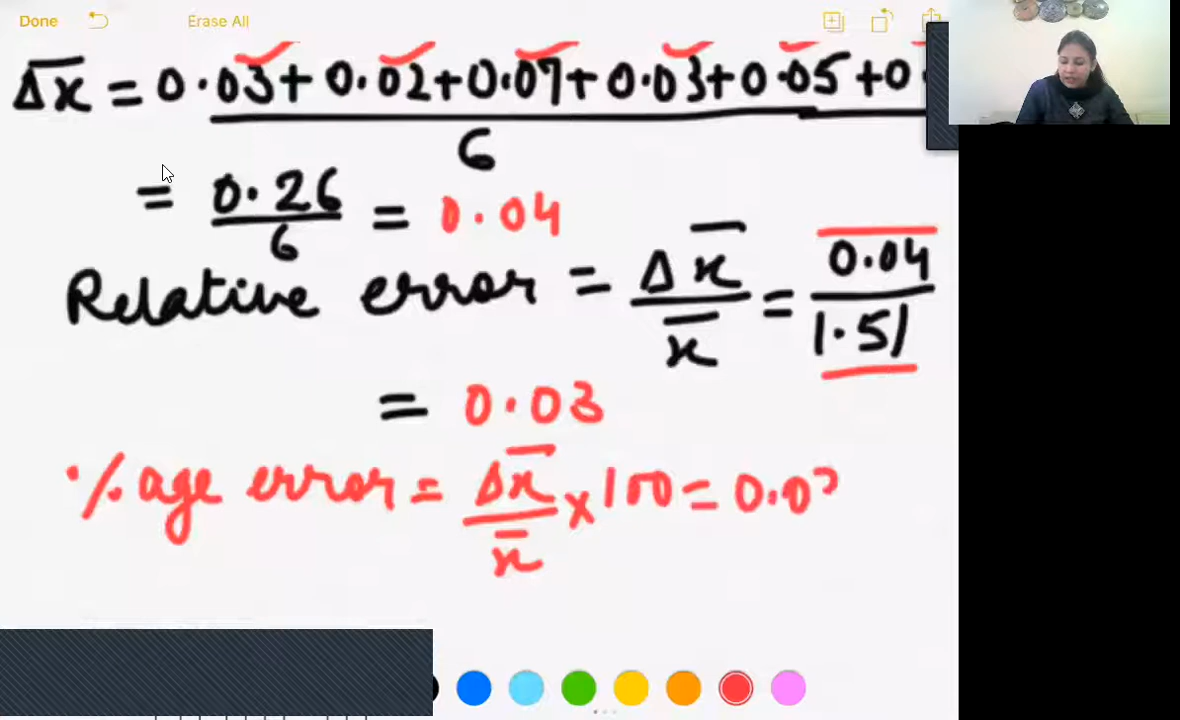 Done Erase All
Δx̅ = 0.03+0.02+0.07+0.03+0.05+0.
6
= 0.26/6 = 0.04
Relative error = Δx̅/x̅ = 0.04/1.51
= 0.03
%age error = Δx̅/x̅ × 100 = 0.0